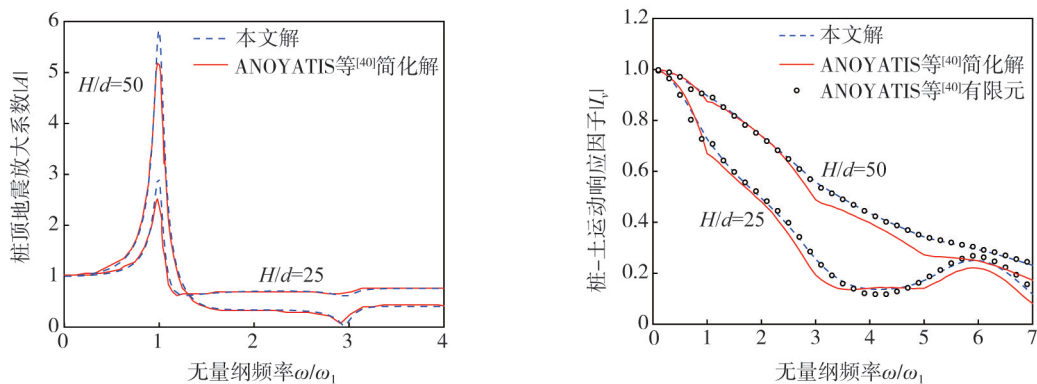 6
5
4
3
2
1
0
桩顶地震放大系数|A|
本文解
ANOYATIS等[40]简化解
H/d=50
H/d=25
0 1 2 3 4
无量纲频率ω/ω1
1.2
1.0
0.8
0.6
0.4
0.2
0
桩-土运动响应因子|Iv|
本文解
ANOYATIS等[40]简化解
ANOYATIS等[40]有限元
H/d=50
H/d=25
0 1 2 3 4 5 6 7
无量纲频率ω/ω1